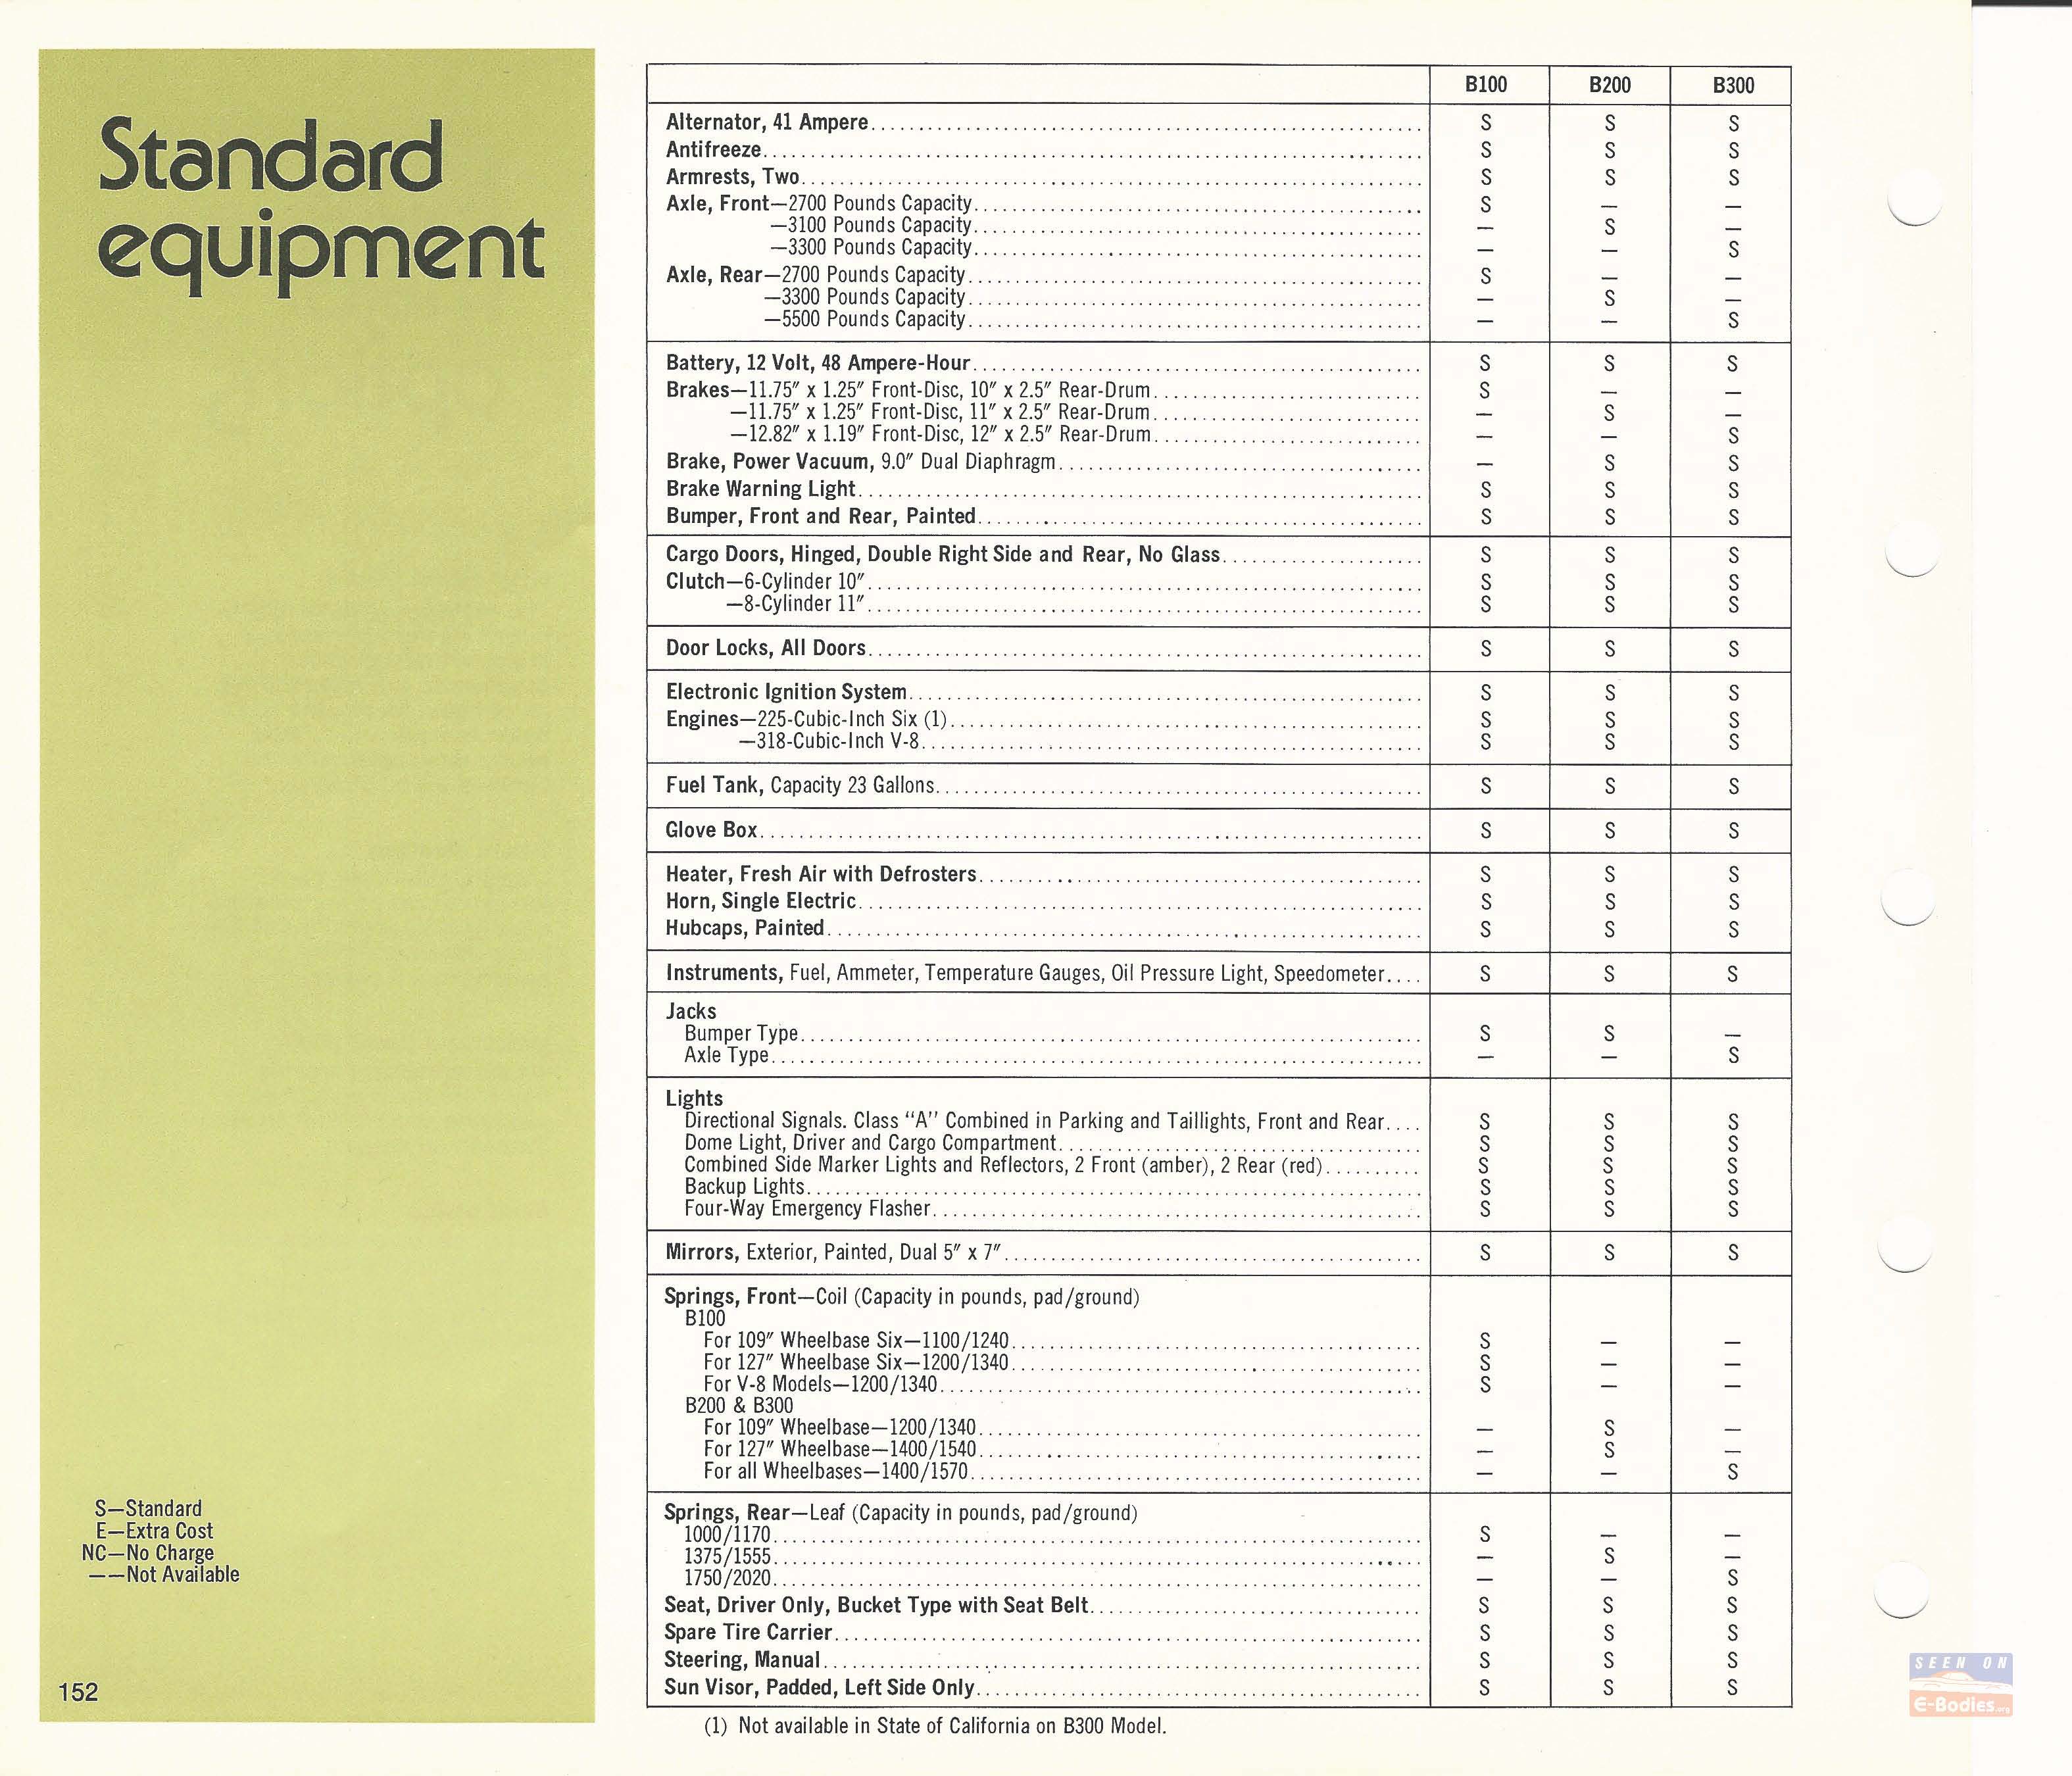 Standard
equipment
S—Standard
E—Extra Cost
NC—No Charge
——Not Available
152
B100 B200 B300
Alternator, 41 Ampere S S S
Antifreeze S S S
Armrests, Two S S S
Axle, Front—2700 Pounds Capacity S — —
—3100 Pounds Capacity — S —
—3300 Pounds Capacity — — S
Axle, Rear—2700 Pounds Capacity S — —
—3300 Pounds Capacity — S —
—5500 Pounds Capacity — — S
Battery, 12 Volt, 48 Ampere-Hour S S S
Brakes—11.75″ x 1.25″ Front-Disc, 10″ x 2.5″ Rear-Drum S — —
—11.75″ x 1.25″ Front-Disc, 11″ x 2.5″ Rear-Drum — S —
—12.82″ x 1.19″ Front-Disc, 12″ x 2.5″ Rear-Drum — — S
Brake, Power Vacuum, 9.0″ Dual Diaphragm — S S
Brake Warning Light S S S
Bumper, Front and Rear, Painted S S S
Cargo Doors, Hinged, Double Right Side and Rear, No Glass S S S
Clutch—6-Cylinder 10″ S S S
—8-Cylinder 11″ S S S
Door Locks, All Doors S S S
Electronic Ignition System S S S
Engines—225-Cubic-Inch Six (1) S S S
—318-Cubic-Inch V-8 S S S
Fuel Tank, Capacity 23 Gallons S S S
Glove Box S S S
Heater, Fresh Air with Defrosters S S S
Horn, Single Electric S S S
Hubcaps, Painted S S S
Instruments, Fuel, Ammeter, Temperature Gauges, Oil Pressure Light, Speedometer S S S
Jacks
Bumper Type S S —
Axle Type — — S
Lights
Directional Signals. Class “A” Combined in Parking and Taillights, Front and Rear S S S
Dome Light, Driver and Cargo Compartment S S S
Combined Side Marker Lights and Reflectors, 2 Front (amber), 2 Rear (red) S S S
Backup Lights S S S
Four-Way Emergency Flasher S S S
Mirrors, Exterior, Painted, Dual 5″ x 7″ S S S
Springs, Front—Coil (Capacity in pounds, pad/ground)
B100
For 109″ Wheelbase Six—1100/1240 S — —
For 127″ Wheelbase Six—1200/1340 S — —
For V-8 Models—1200/1340 S — —
B200 & B300
For 109″ Wheelbase—1200/1340 — S —
For 127″ Wheelbase—1400/1540 — S —
For all Wheelbases—1400/1570 — — S
Springs, Rear—Leaf (Capacity in pounds, pad/ground)
1000/1170 S — —
1375/1555 — S —
1750/2020 — — S
Seat, Driver Only, Bucket Type with Seat Belt S S S
Spare Tire Carrier S S S
Steering, Manual S S S
Sun Visor, Padded, Left Side Only S S S
(1) Not available in State of California on B300 Model.
SEEN ON
E-Bodies.org